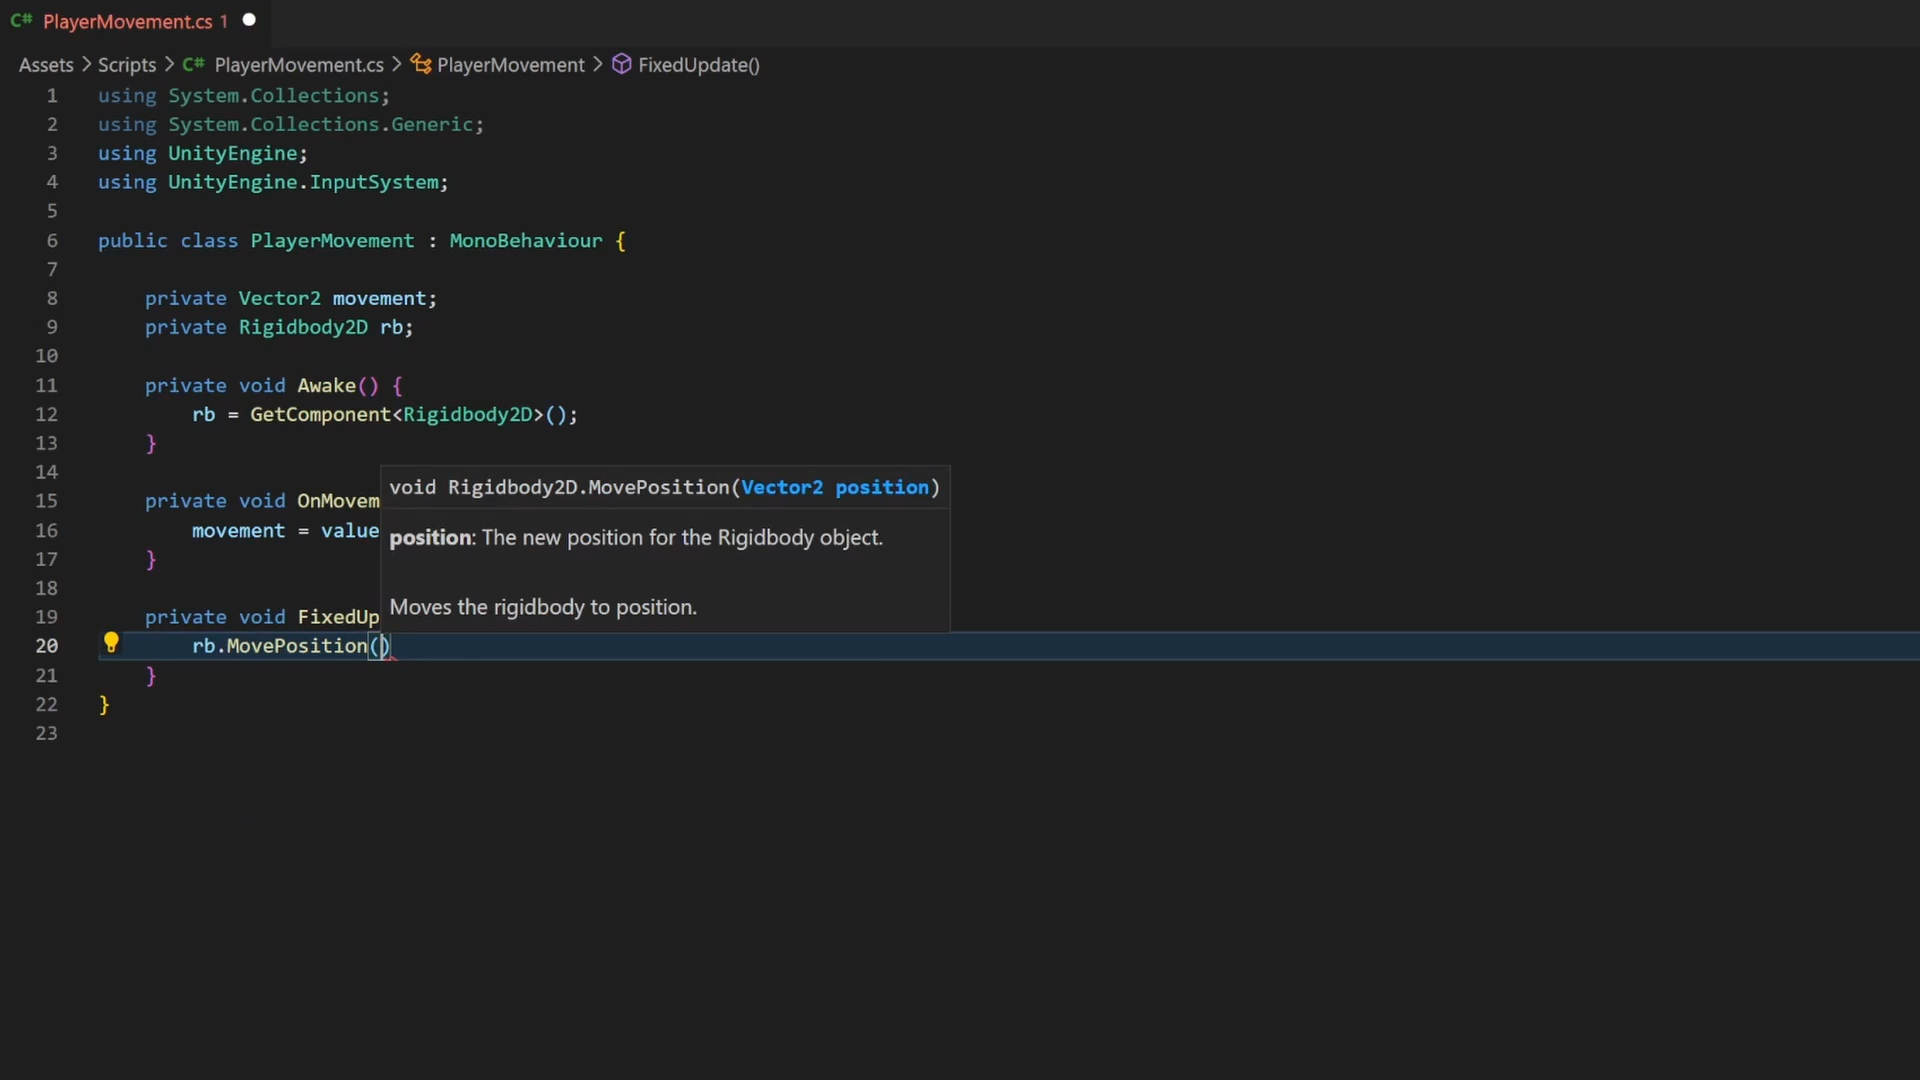 C# PlayerMovement.cs 1
Assets > Scripts > C# PlayerMovement.cs > PlayerMovement > FixedUpdate()
1 using System.Collections;
2 using System.Collections.Generic;
3 using UnityEngine;
4 using UnityEngine.InputSystem;
5
6 public class PlayerMovement : MonoBehaviour {
7
8 private Vector2 movement;
9 private Rigidbody2D rb;
10
11 private void Awake() {
12 rb = GetComponent<Rigidbody2D>();
13 }
14
void Rigidbody2D.MovePosition(Vector2 position)
15 private void OnMovem
16 movement = value
position: The new position for the Rigidbody object.
17 }
18
Moves the rigidbody to position.
19 private void FixedUp
20 rb.MovePosition()
21 }
22 }
23